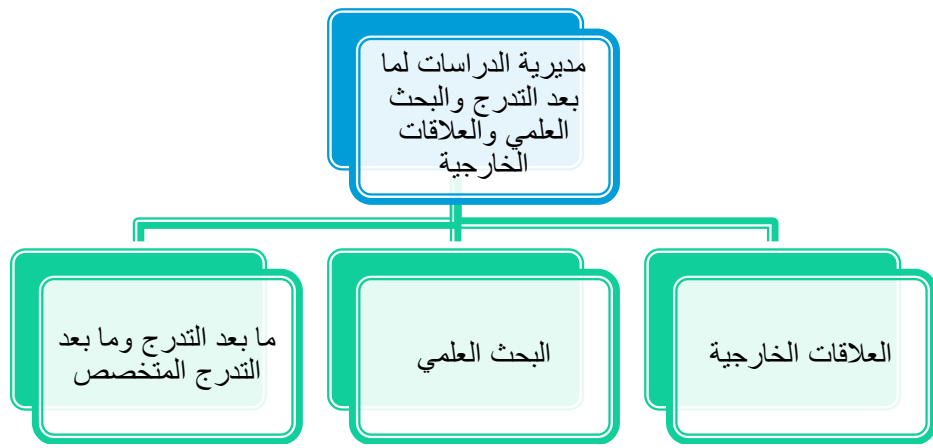 مديرية الدراسات لما
بعد التدرج والبحث
العلمي والعلاقات
الخارجية
العلاقات الخارجية
البحث العلمي
ما بعد التدرج وما بعد
التدرج المتخصص